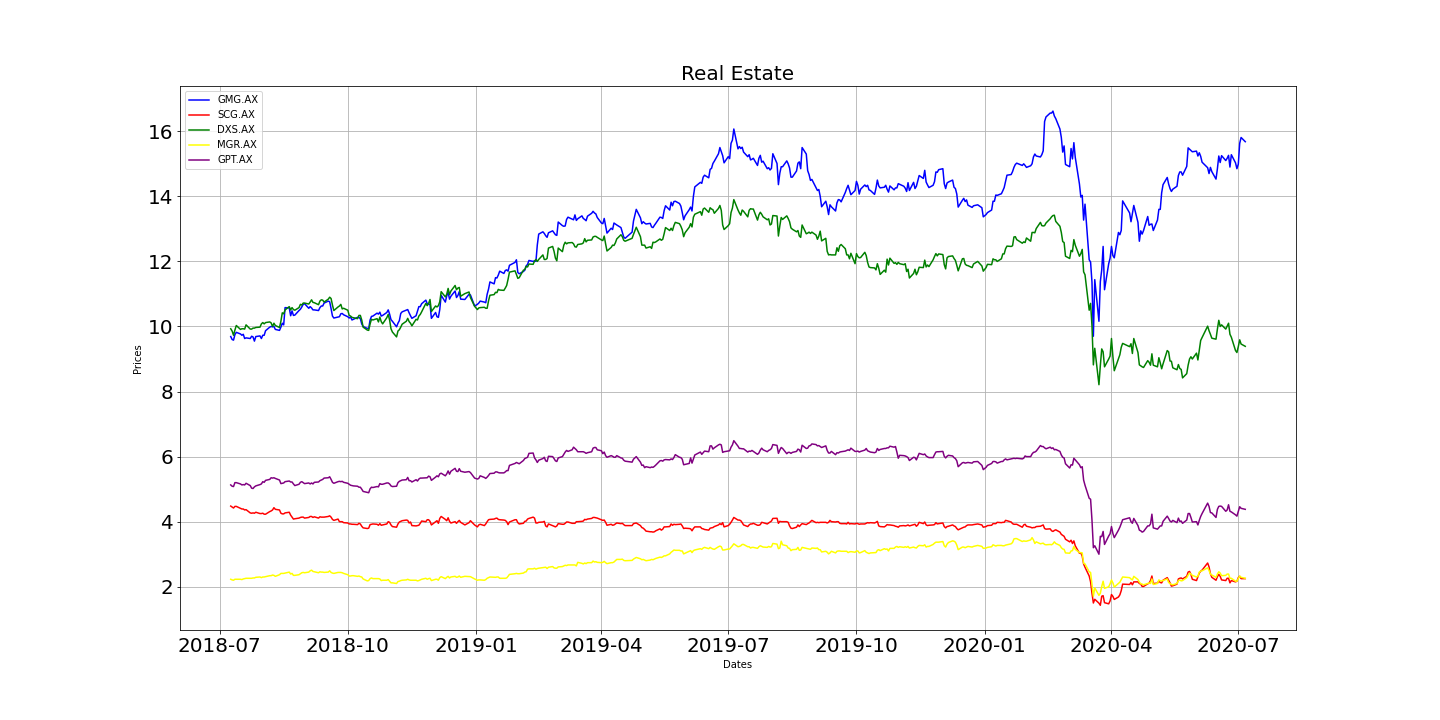 Real Estate
GMG.AX
SCG.AX
DXS.AX
MGR.AX
GPT.AX
Prices
16
14
12
10
8
6
4
2
2018-07 2018-10 2019-01 2019-04 2019-07 2019-10 2020-01 2020-04 2020-07
Dates